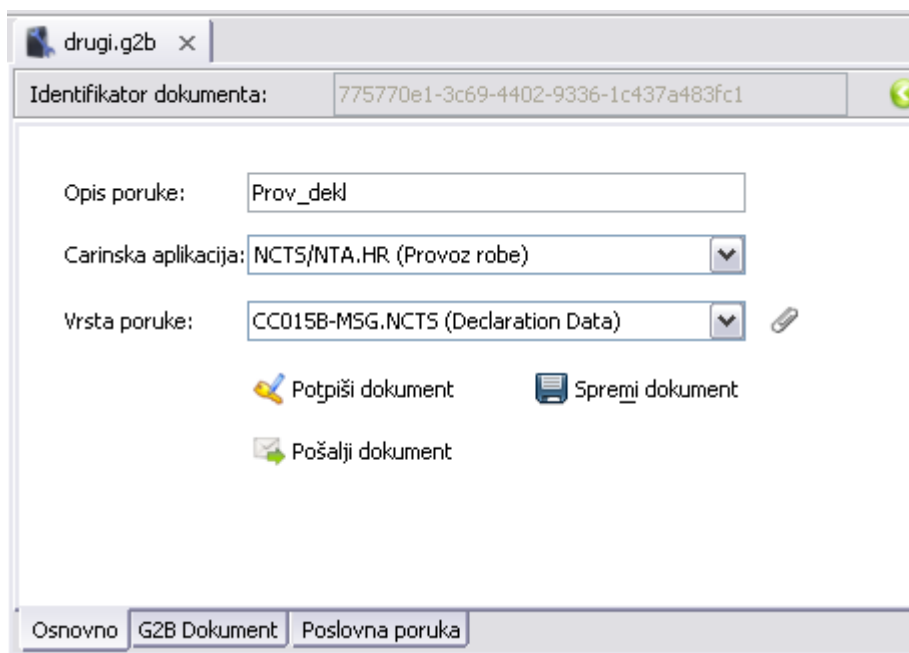 drugi.g2b
Identifikator dokumenta: 775770e1-3c69-4402-9336-1c437a483fc1
Opis poruke: Prov_dekl
Carinska aplikacija: NCTS/NTA.HR (Provoz robe)
Vrsta poruke: CC015B-MSG.NCTS (Declaration Data)
Potpiši dokument Spremi dokument
Pošalji dokument
Osnovno G2B Dokument Poslovna poruka